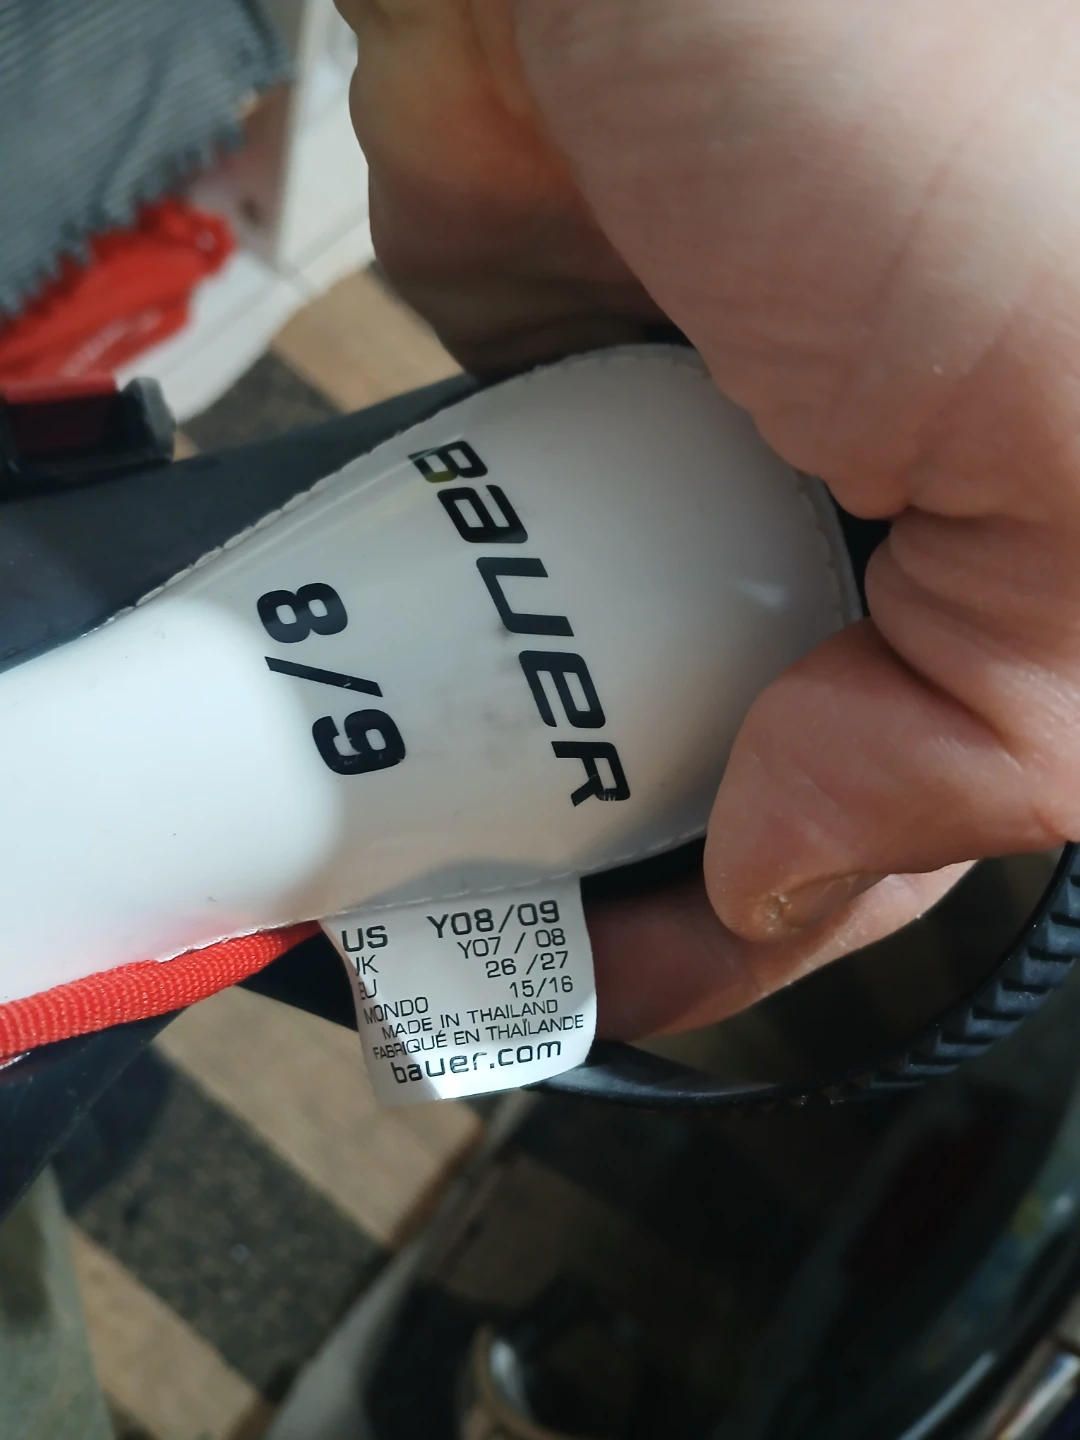 BAUER
8/9
US Y08/09
UK Y07 / 08
EU 26 /27
MONDO 15/16
MADE IN THAILAND
FABRIQUÉ EN THAÏLANDE
bauer.com